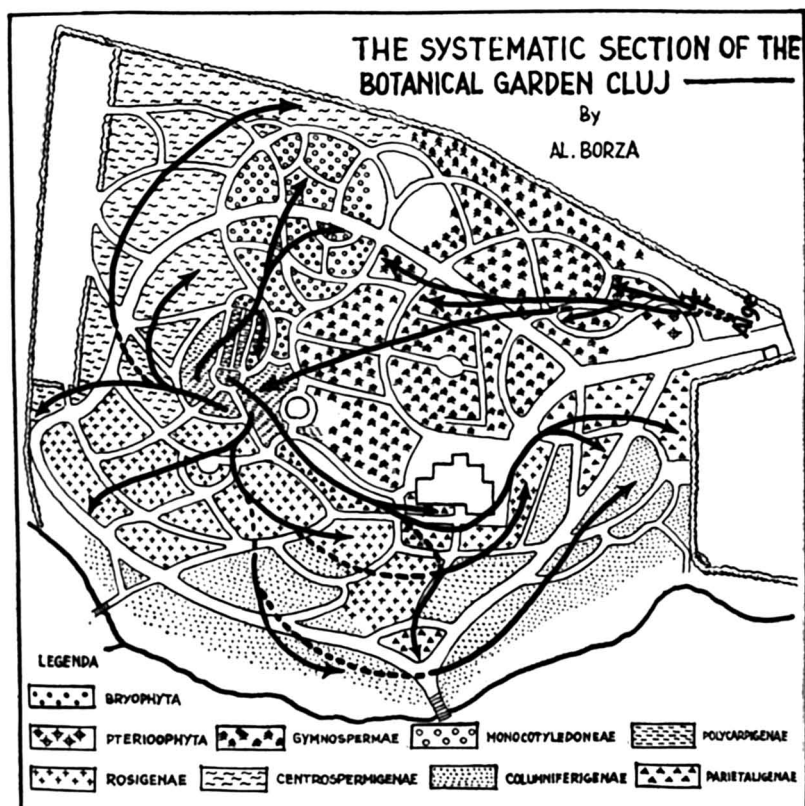 THE SYSTEMATIC SECTION OF THE
BOTANICAL GARDEN CLUJ
By
AL. BORZA
Alge
LEGENDA
BRYOPHYTA
PTERIOOPHYTA GYMNOSPERMAE MONOCOTYLEDONEAE POLYCARPIGENAE
ROSIGENAE CENTROSPERMIGENAE COLUMNIFERIGENAE PARIETALIGENAE